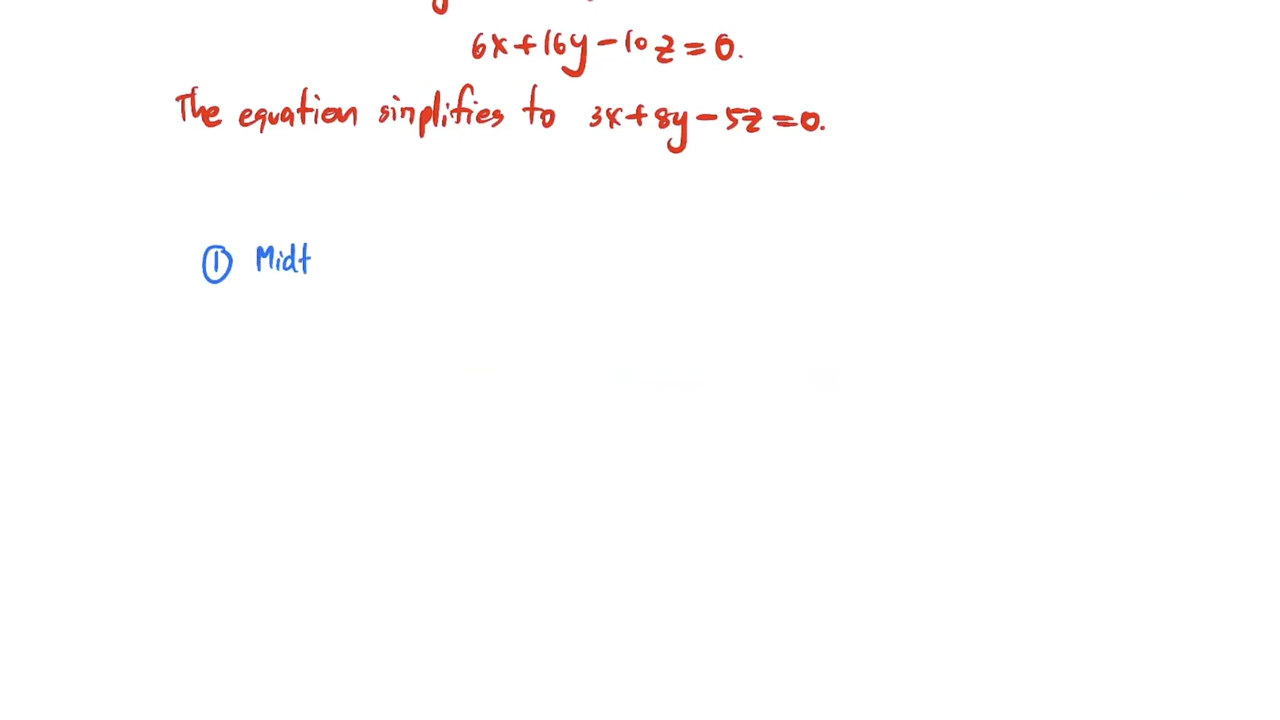 6x+16y-10z=0.
The equation simplifies to 3x+8y-5z=0.
① Midt